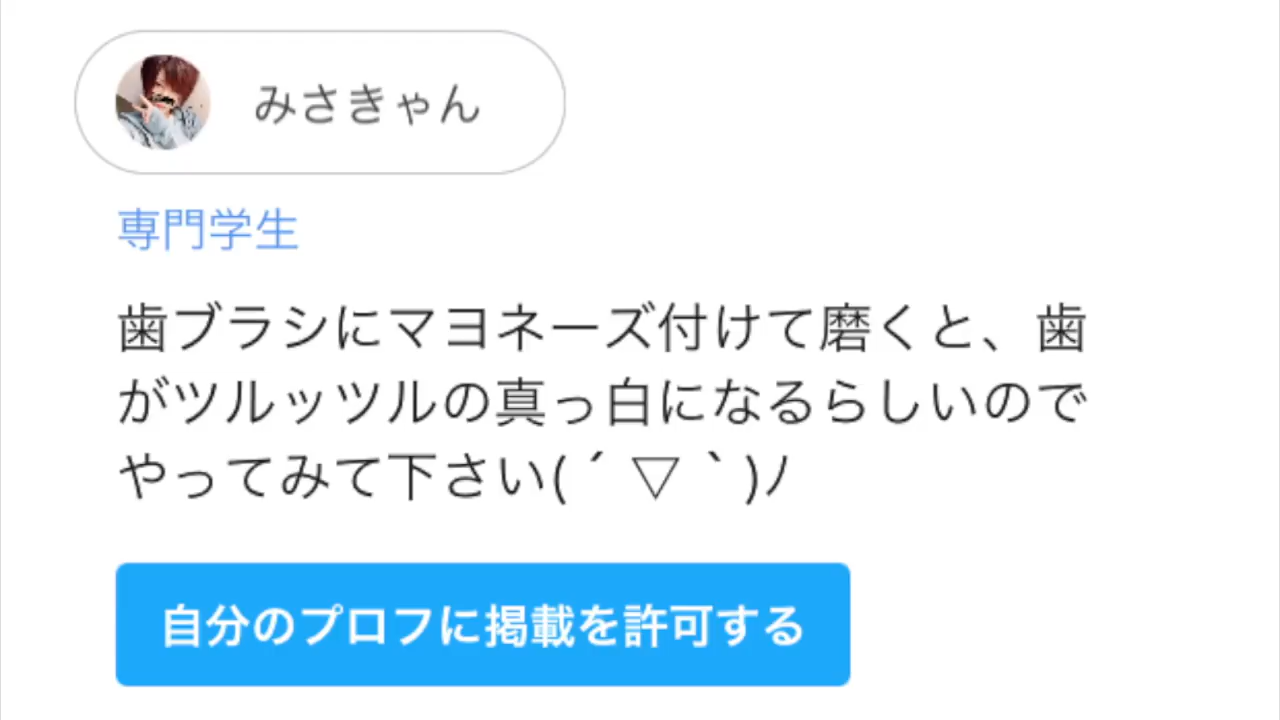 みさきゃん
専門学生
歯ブラシにマヨネーズ付けて磨くと、歯
がツルッツルの真っ白になるらしいので
やってみて下さい( ´ ▽ ` )ﾉ
自分のプロフに掲載を許可する